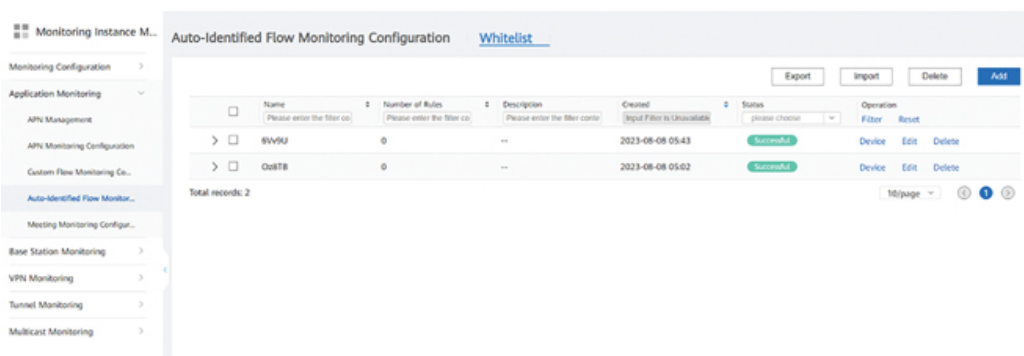 Monitoring Instance M...
Auto-Identified Flow Monitoring Configuration Whitelist
Monitoring Configuration
Application Monitoring
APN Management
APN Monitoring Configuration
Custom Flow Monitoring Co...
Auto-Identified Flow Monitor...
Meeting Monitoring Configur...
Base Station Monitoring
VPN Monitoring
Tunnel Monitoring
Multicast Monitoring
Export Import Delete Add
Name Number of Rules Description Created Status Operation
Please enter the filter co Please enter the filter co Please enter the filter conte Input Filter Is Unavailable please choose Filter Reset
6Vv9U 0 -- 2023-08-08 05:43 Successful Device Edit Delete
Oz8T8 0 -- 2023-08-08 05:02 Successful Device Edit Delete
Total records: 2
10/page 1